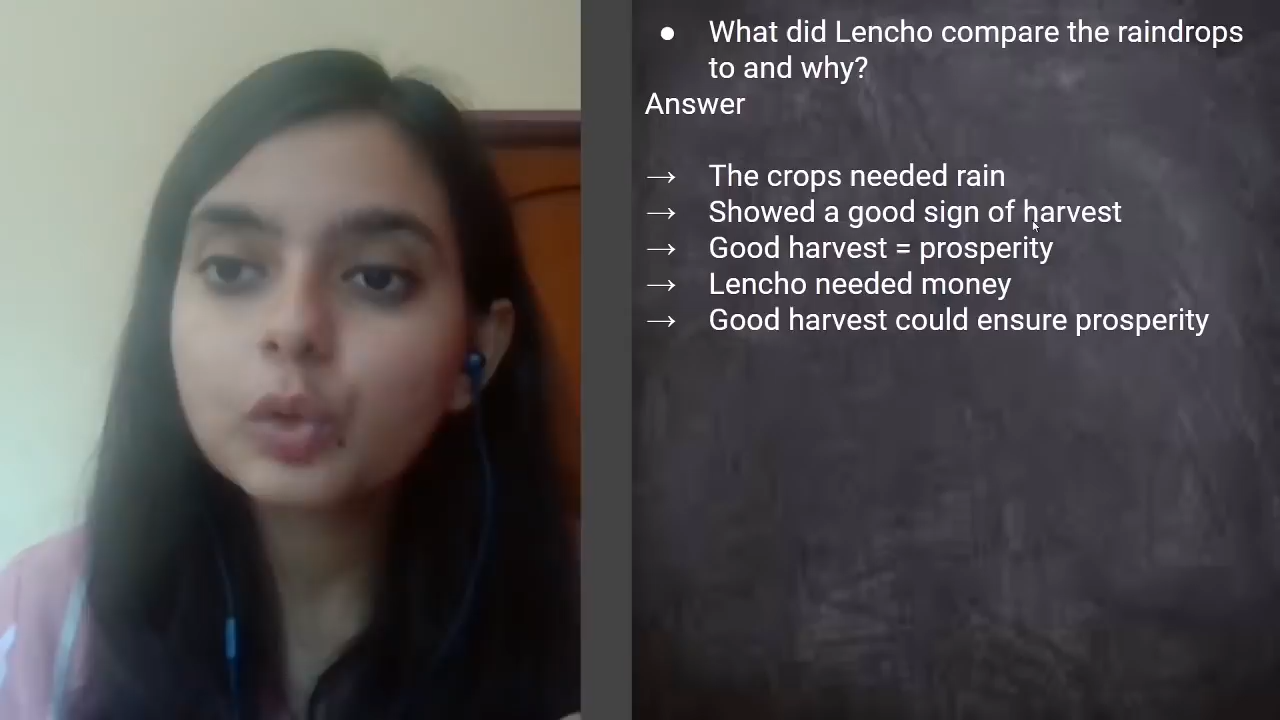 ● What did Lencho compare the raindrops
to and why?
Answer
→ The crops needed rain
→ Showed a good sign of harvest
→ Good harvest = prosperity
→ Lencho needed money
→ Good harvest could ensure prosperity